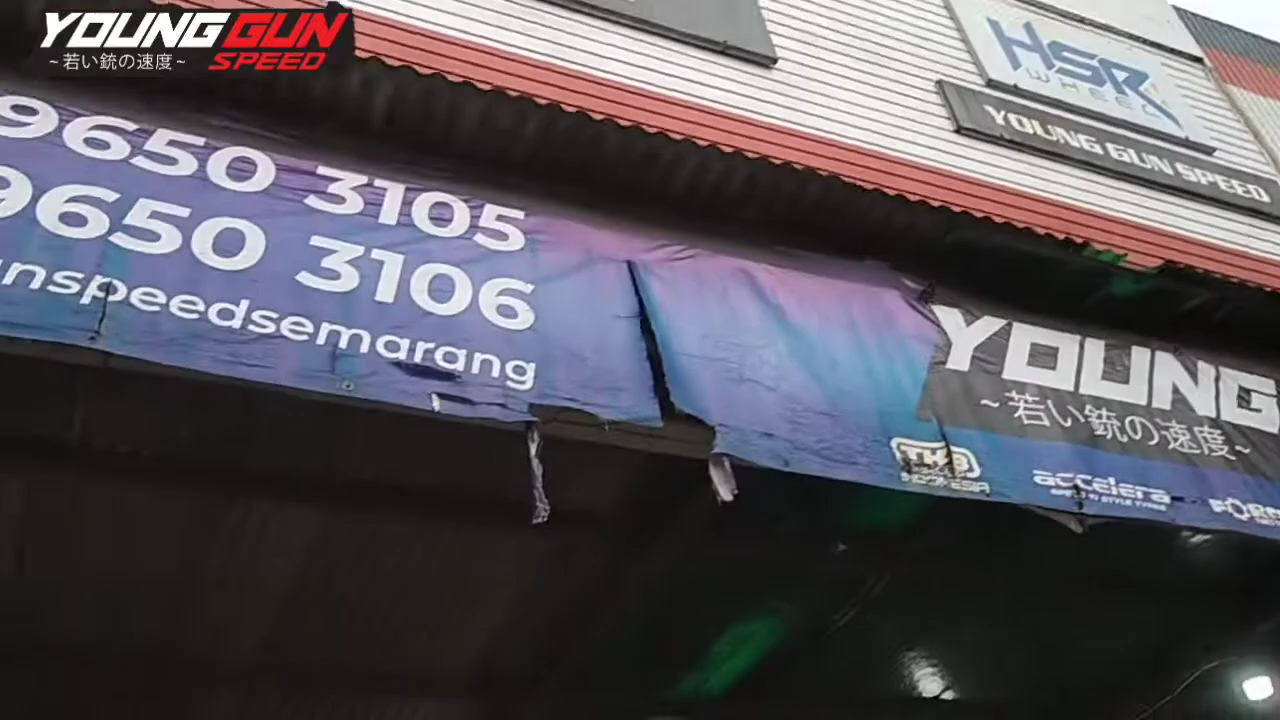 YOUNG GUN
~若い銃の速度~ SPEED
HSR
WHEEL
YOUNG GUN SPEED
9650 3105
9650 3106
nspeedsemarang
YOUNG
~若い銃の速度~
accelera